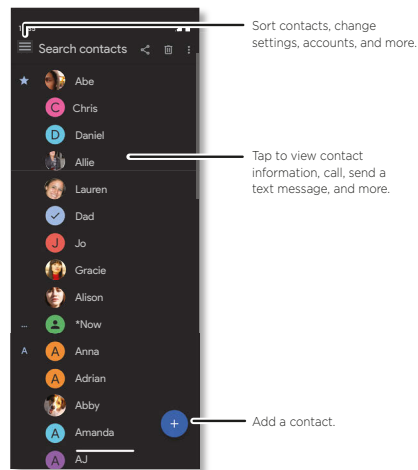 Search contacts
Sort contacts, change
settings, accounts, and more.
★ Abe
C Chris
D Daniel
Allie
Tap to view contact
information, call, send a
text message, and more.
Lauren
Dad
J Jo
Gracie
Alison
... *Now
A A Anna
A Adrian
Abby
A Amanda
+ Add a contact.
A AJ